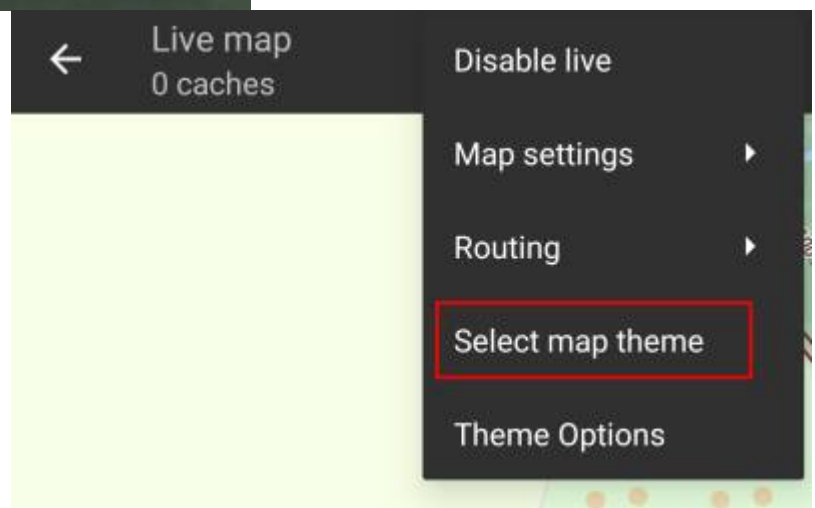 Live map
0 caches
Disable live
Map settings
Routing
Select map theme
Theme Options